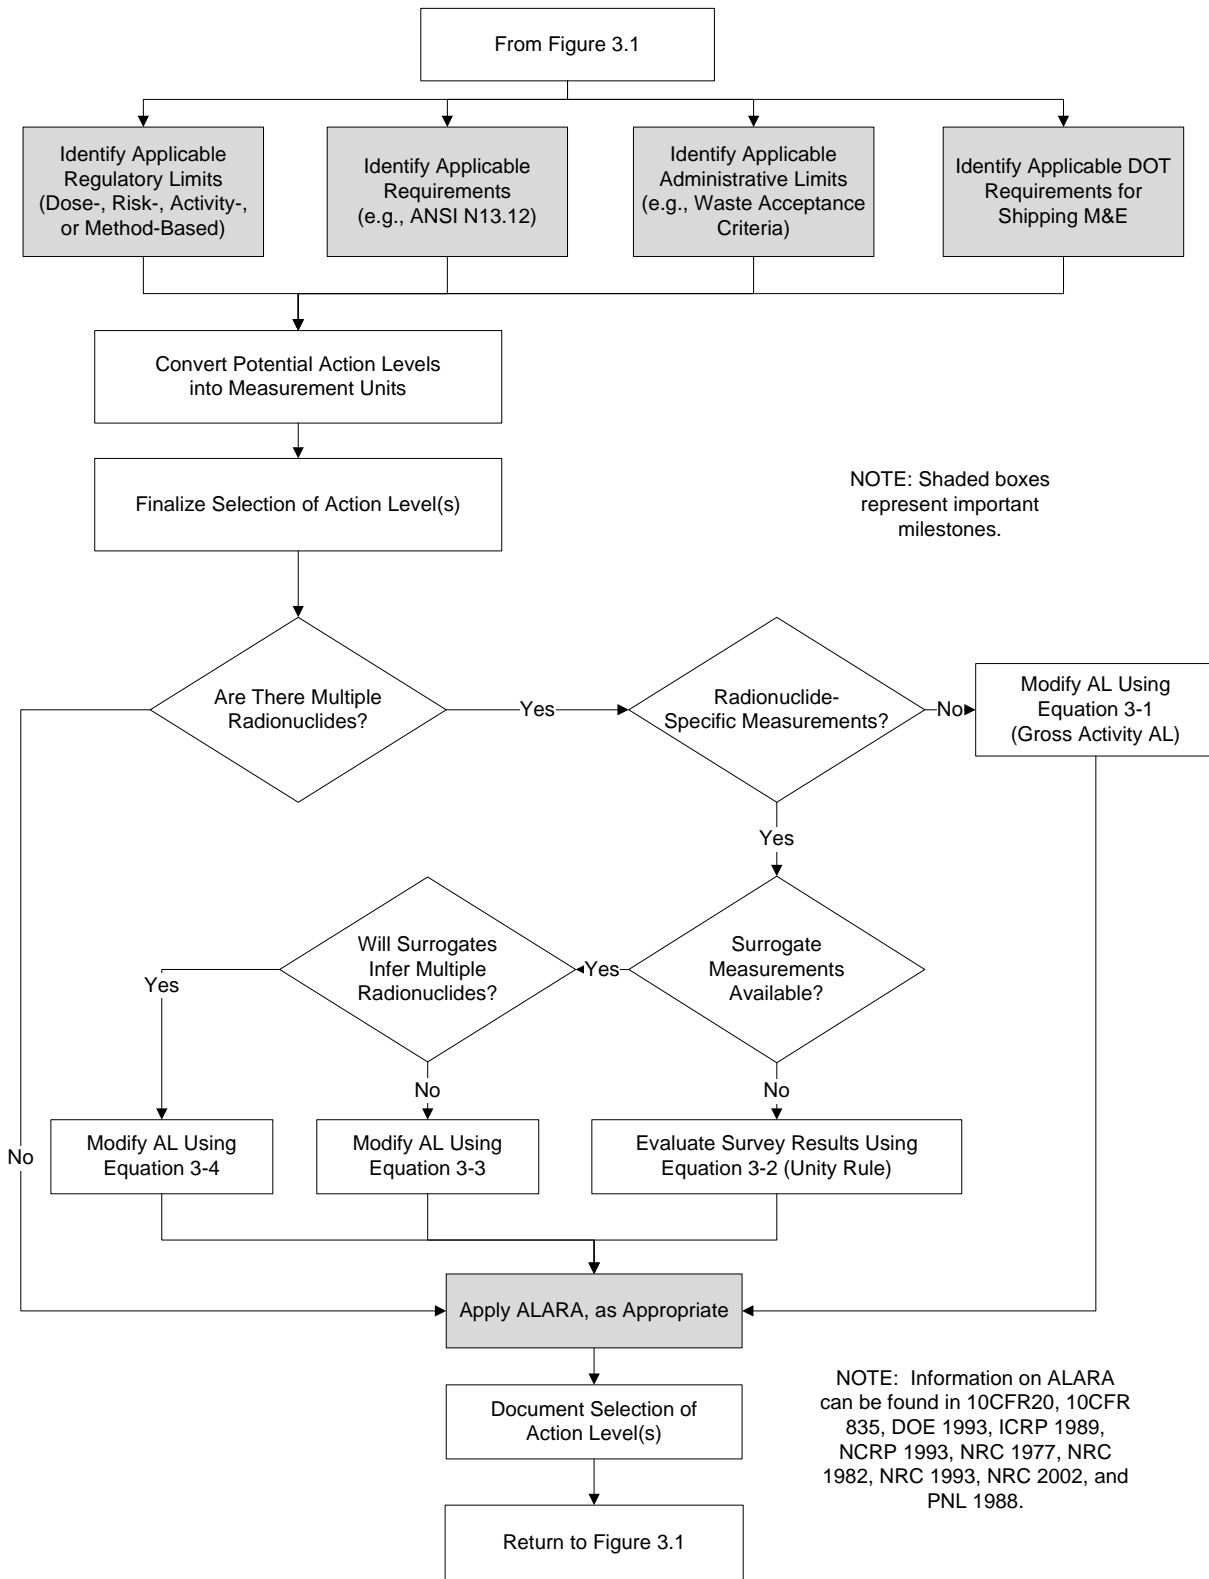 From Figure 3.1
Identify Applicable
Regulatory Limits
(Dose-, Risk-, Activity-,
or Method-Based)
Identify Applicable
Requirements
(e.g., ANSI N13.12)
Identify Applicable
Administrative Limits
(e.g., Waste Acceptance
Criteria)
Identify Applicable DOT
Requirements for
Shipping M&E
Convert Potential Action Levels
into Measurement Units
Finalize Selection of Action Level(s)
NOTE: Shaded boxes
represent important
milestones.
Are There Multiple
Radionuclides?
Yes
Radionuclide-
Specific Measurements?
No
Modify AL Using
Equation 3-1
(Gross Activity AL)
Yes
Will Surrogates
Infer Multiple
Radionuclides?
Yes
Surrogate
Measurements
Available?
Yes
No
No
No
Modify AL Using
Equation 3-4
Modify AL Using
Equation 3-3
Evaluate Survey Results Using
Equation 3-2 (Unity Rule)
Apply ALARA, as Appropriate
Document Selection of
Action Level(s)
NOTE:  Information on ALARA
can be found in 10CFR20, 10CFR
835, DOE 1993, ICRP 1989,
NCRP 1993, NRC 1977, NRC
1982, NRC 1993, NRC 2002, and
PNL 1988.
Return to Figure 3.1